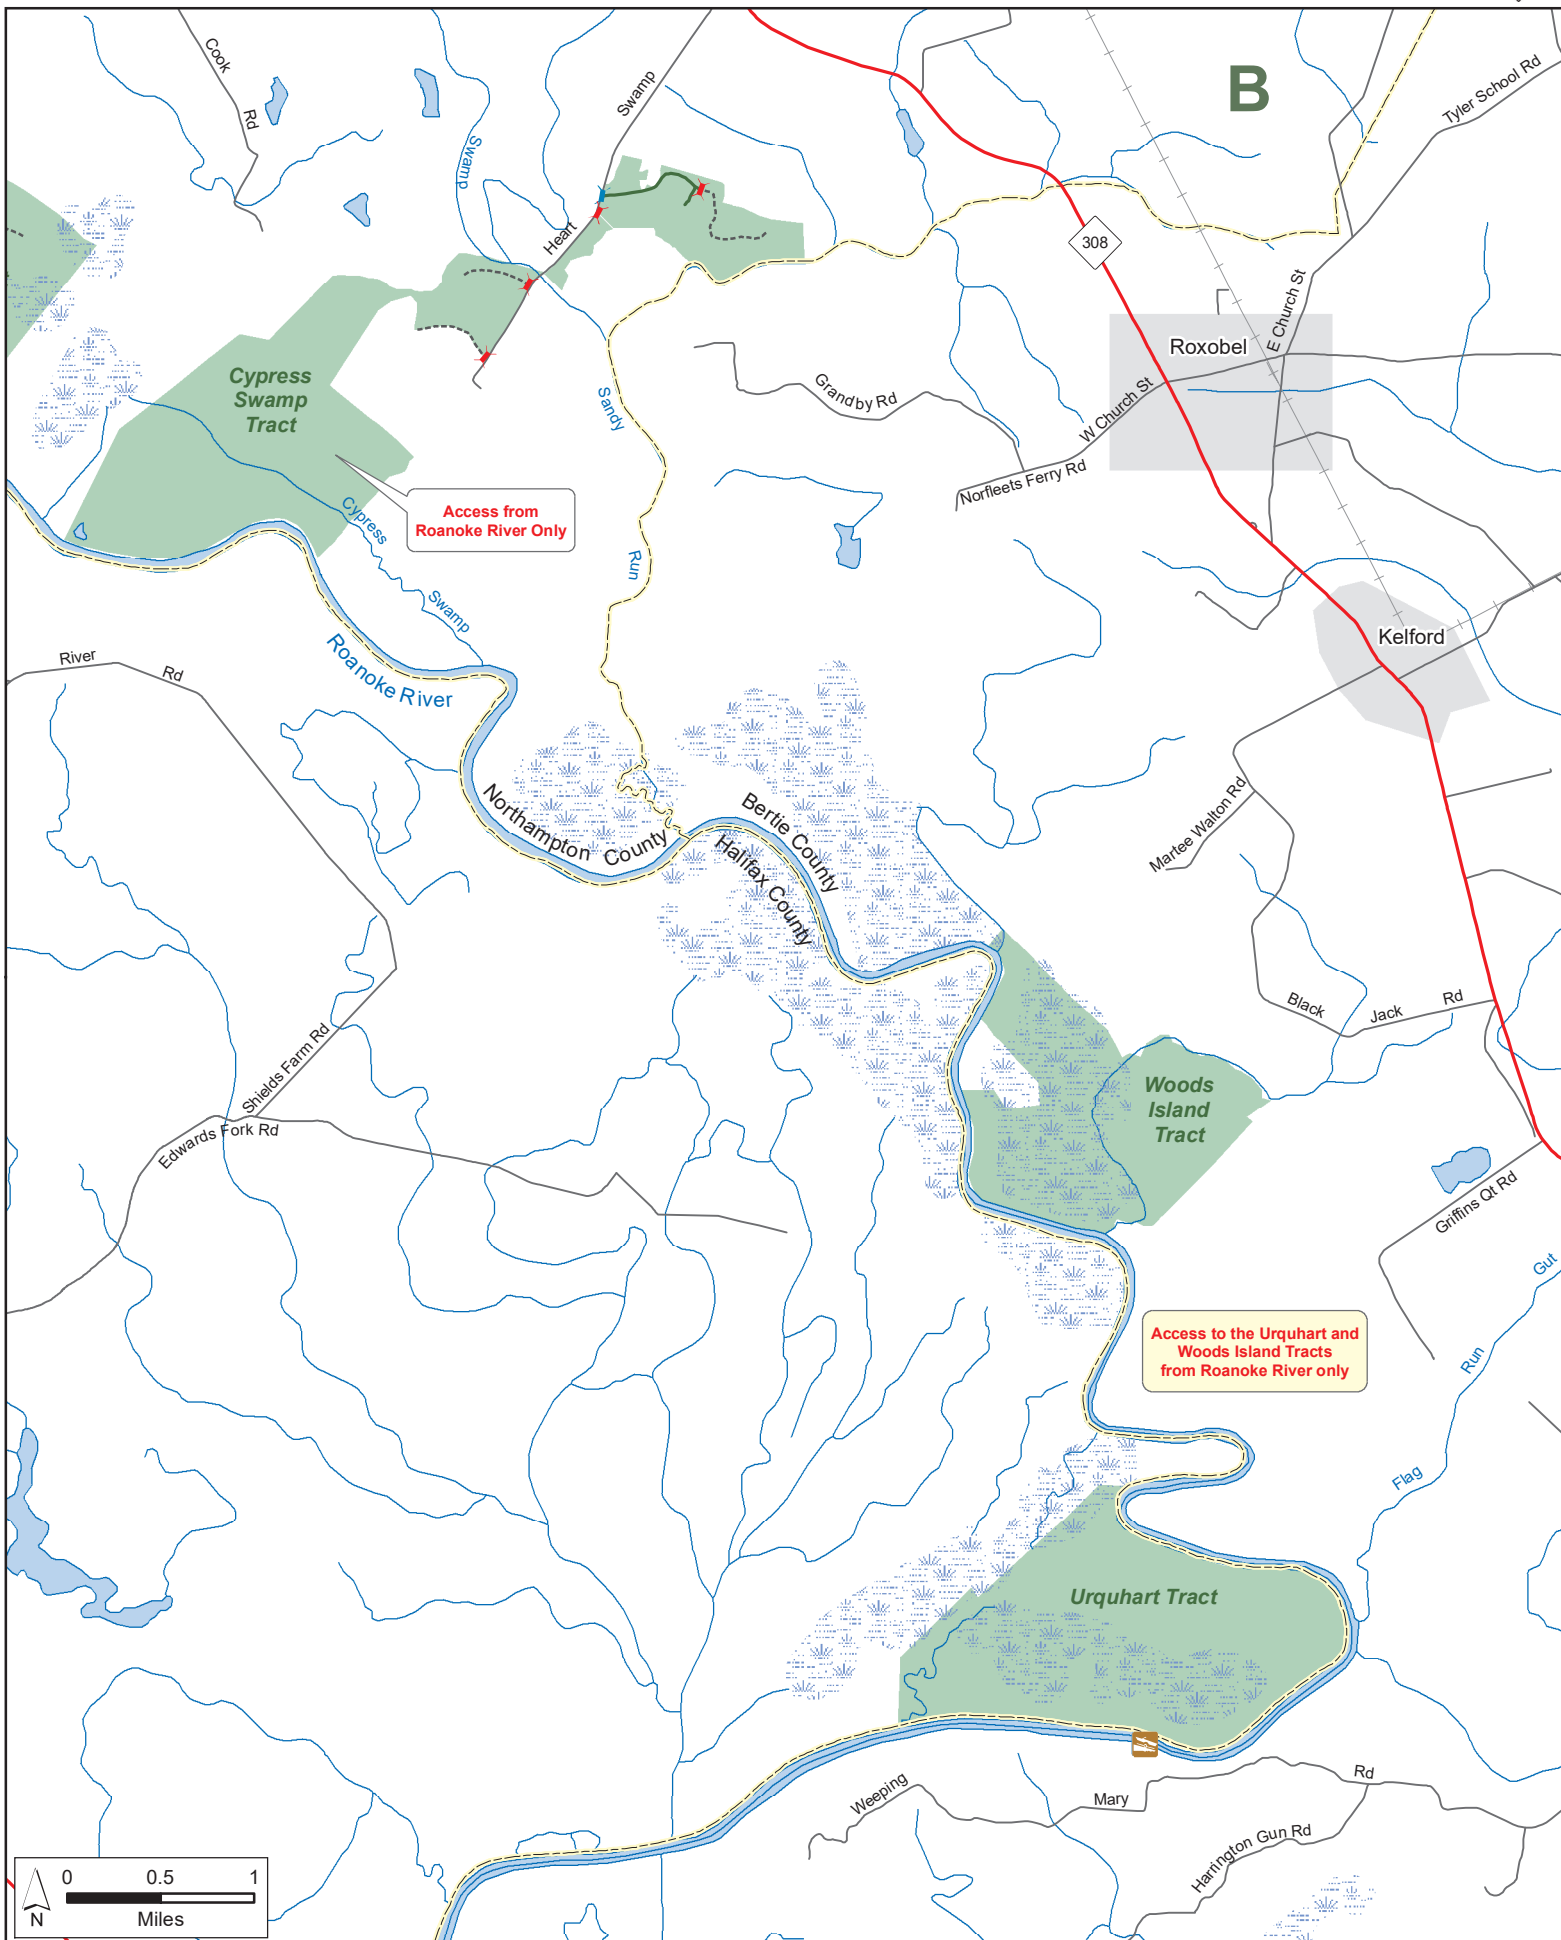 B
Cook
Rd
Swamp
Swamp
Heart
Tyler School Rd
308
E Church St
Roxobel
W Church St
Grandby Rd
Norfleets Ferry Rd
Cypress
Swamp
Tract
Sandy
Access from
Roanoke River Only
Cypress
Swamp
Run
Kelford
River
Rd
Roanoke River
Northampton County
Bertie County
Halifax County
Martee Walton Rd
Black
Jack
Rd
Shields Farm Rd
Edwards Fork Rd
Woods
Island
Tract
Griffins Qt Rd
Gut
Run
Flag
Access to the Urquhart and
Woods Island Tracts
from Roanoke River only
Urquhart Tract
Weeping
Mary
Rd
Harrington Gun Rd
0 0.5 1
Miles
N